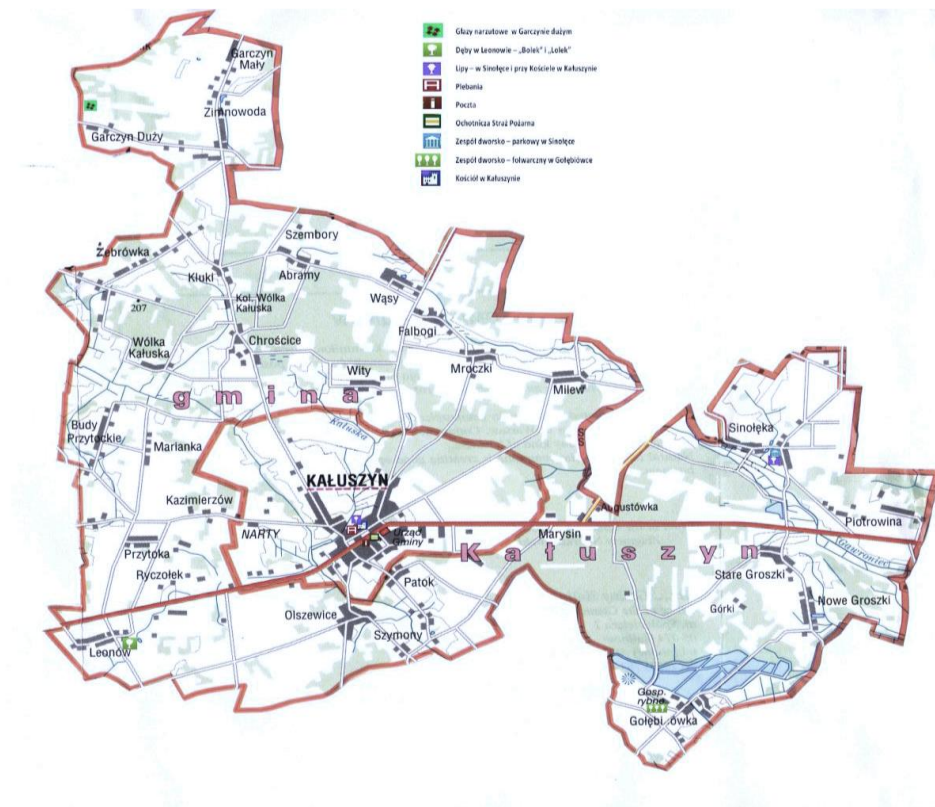 Głazy narzutowe w Garczynie dużym
Dęby w Leonowie – „Bolek" i „Lolek"
Lipy – w Sinołęce i przy Kościele w Kałuszynie
Plebania
Poczta
Ochotnicza Straż Pożarna
Zespół dworsko – parkowy w Sinołęce
Zespół dworsko – folwarczny w Gołębiówce
Kościół w Kałuszynie
Garczyn
Mały
Zimnowoda
Garczyn Duży
Szembory
Żebrówka
Kluki
Abramy
Wąsy
207
Kol. Wólka
Kałuska
Falbogi
Wólka
Kałuska
Chrościce
Wity
Mroczki
Milew
gmina
Budy
Przytockie
Marianka
Kałuska
Sinołęka
KAŁUSZYN
Kazimierzów
NARTY
Urząd
Gminy
Augustówka
Marysin
Piotrowina
Kałuszyn
Gawroniec
Przytoka
Ryczołek
Patok
Stare Groszki
Górki
Nowe Groszki
Olszewice
Szymony
Leonów
Gosp.
rybne
Gołębiówka